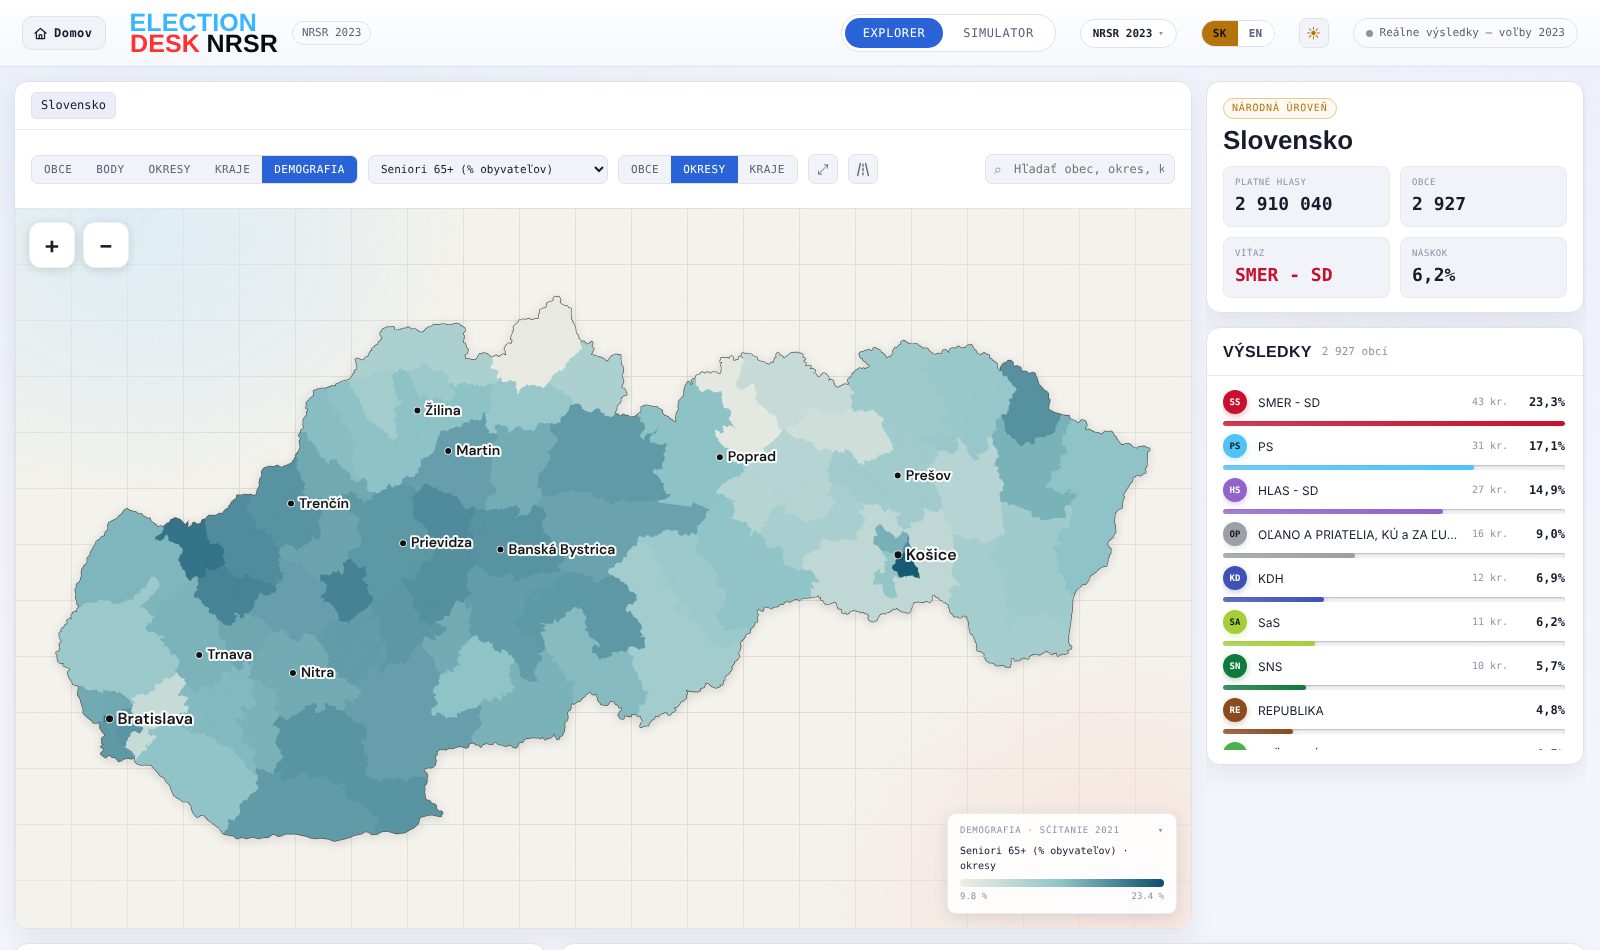 Domov
ELECTION
DESK NRSR
NRSR 2023
EXPLORER
SIMULATOR
NRSR 2023
SK
EN
Reálne výsledky — voľby 2023
Slovensko
OBCE
BODY
OKRESY
KRAJE
DEMOGRAFIA
Seniori 65+ (% obyvateľov)
OBCE
OKRESY
KRAJE
Hľadať obec, okres, k
+
−
Žilina
Martin
Poprad
Prešov
Trenčín
Prievidza
Banská Bystrica
Košice
Trnava
Nitra
Bratislava
DEMOGRAFIA · SČÍTANIE 2021
Seniori 65+ (% obyvateľov) ·
okresy
9.8 %
23.4 %
NÁRODNÁ ÚROVEŇ
Slovensko
PLATNÉ HLASY
2 910 040
OBCE
2 927
VÍŤAZ
SMER - SD
NÁSKOK
6,2%
VÝSLEDKY
2 927 obcí
SS
SMER - SD
43 kr.
23,3%
PS
PS
31 kr.
17,1%
HS
HLAS - SD
27 kr.
14,9%
OP
OĽANO A PRIATELIA, KÚ a ZA ĽU...
16 kr.
9,0%
KD
KDH
12 kr.
6,9%
SA
SaS
11 kr.
6,2%
SN
SNS
10 kr.
5,7%
RE
REPUBLIKA
4,8%